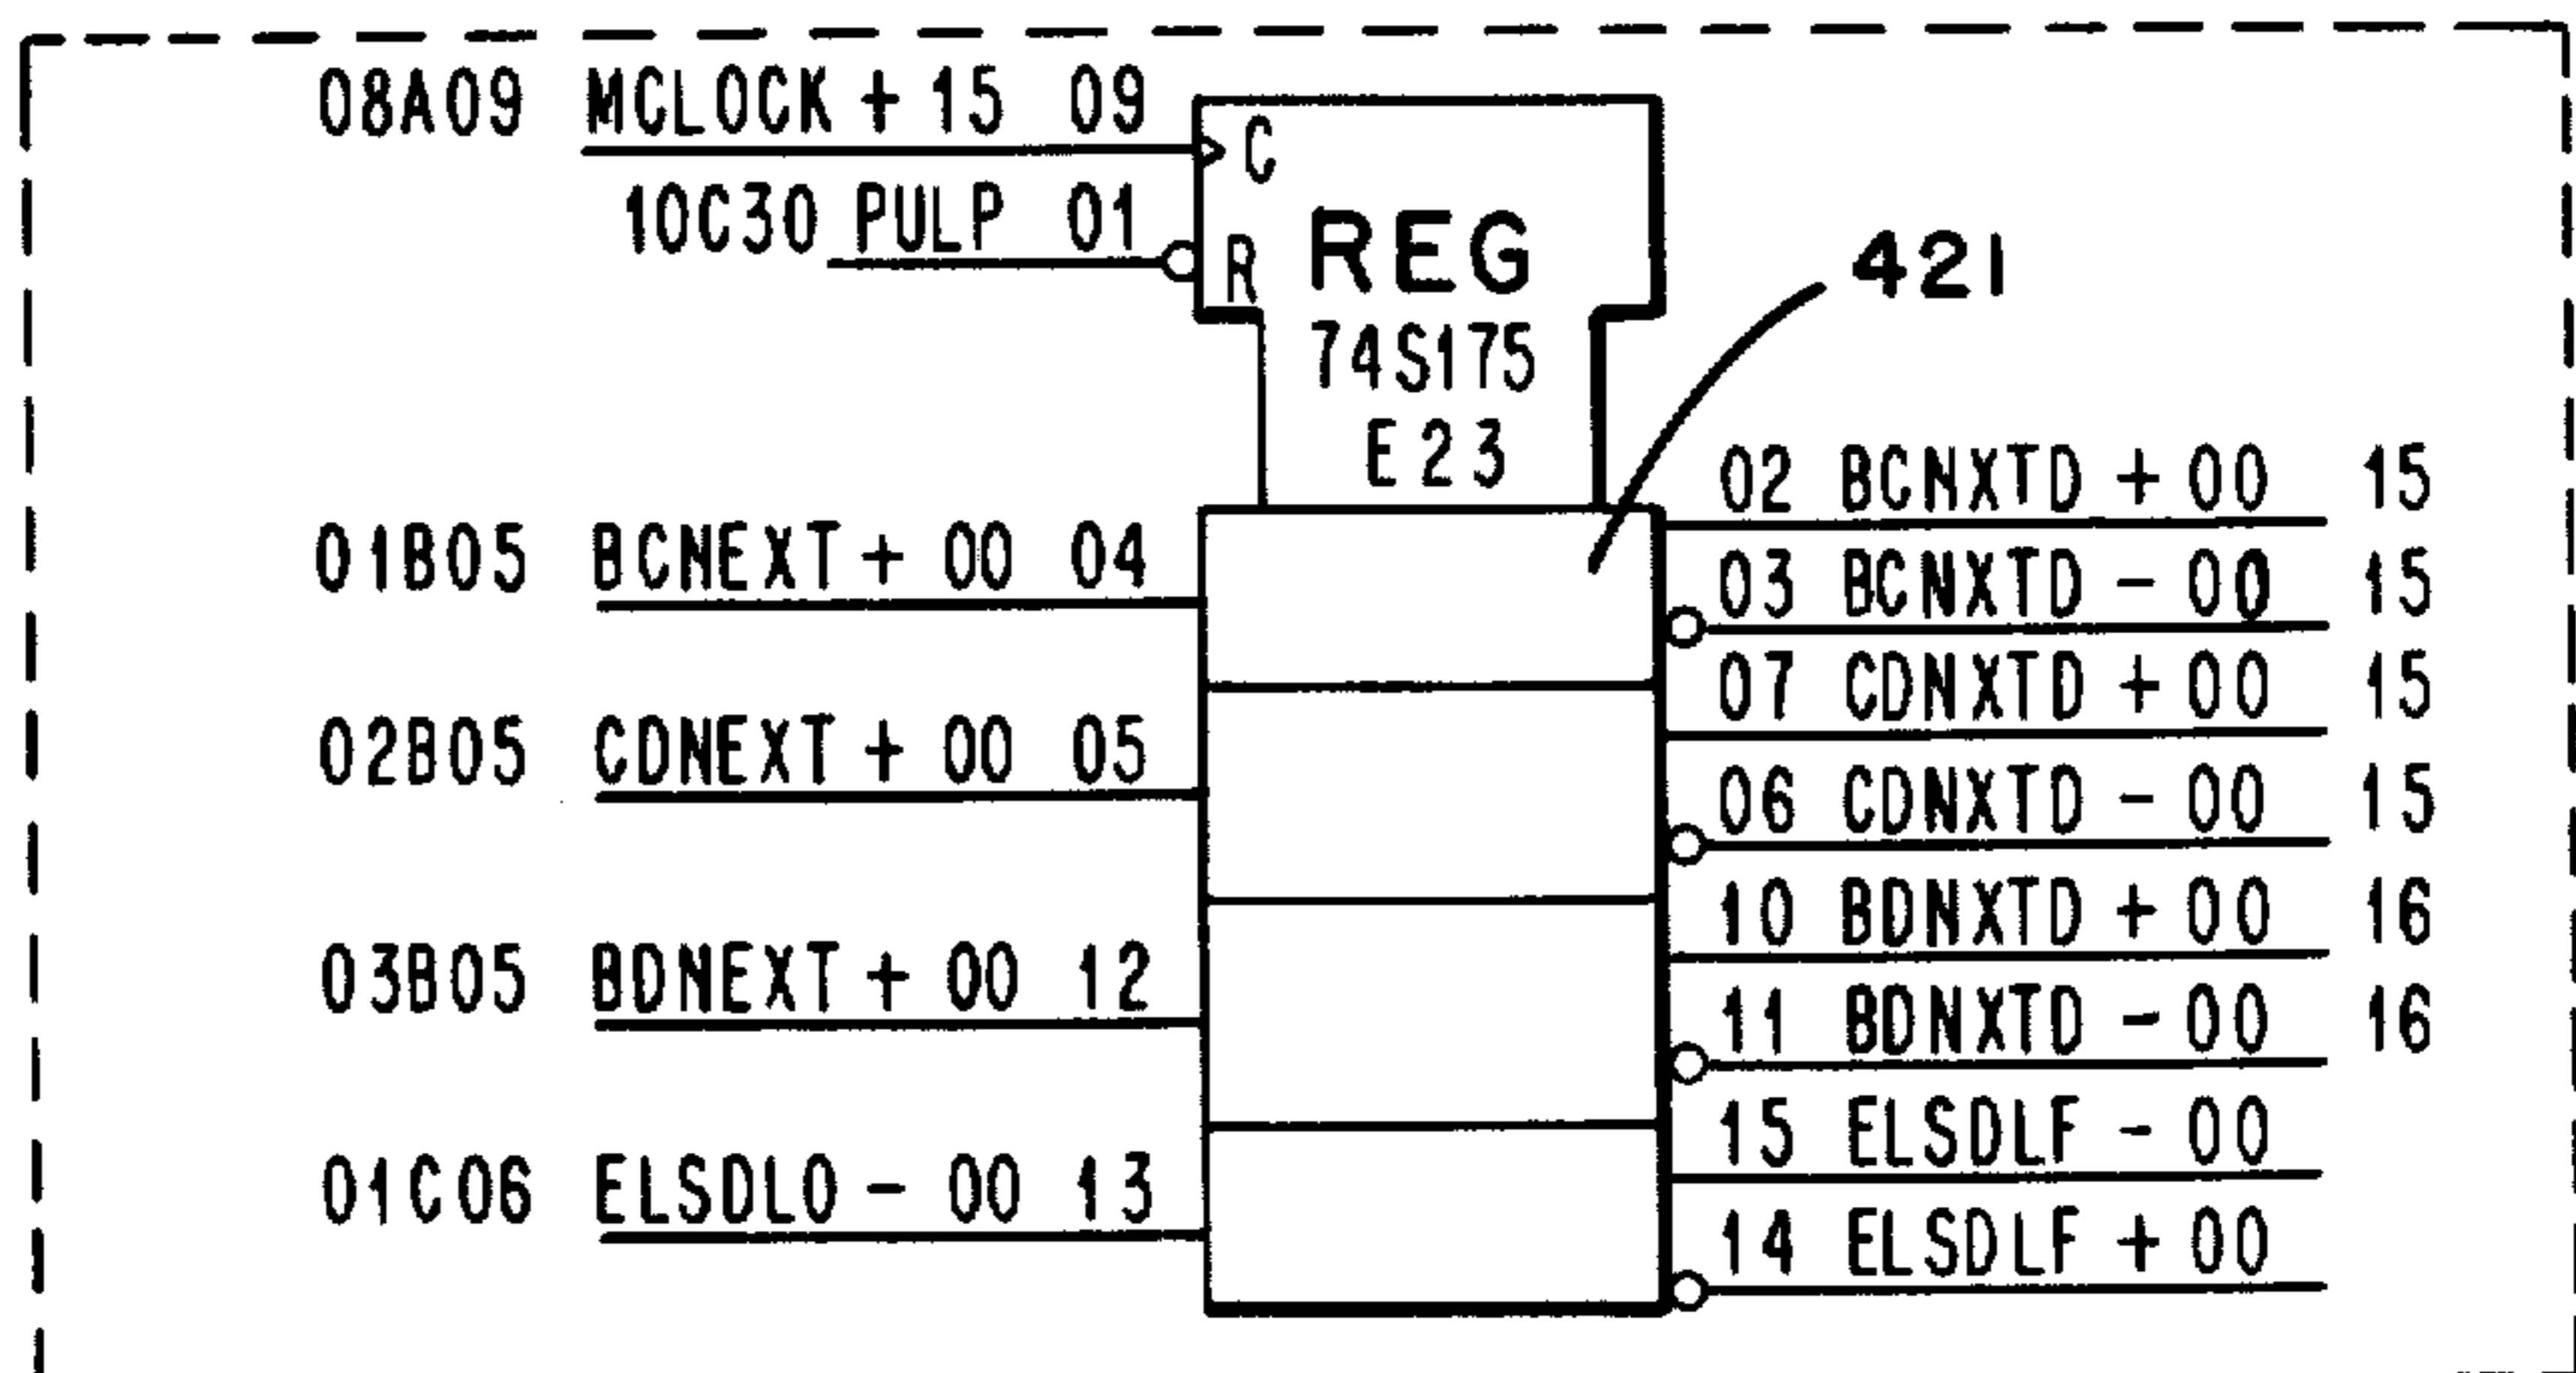 08A09 MCLOCK + 15 09
C
10C30 PULP 01
R
REG
421
74S175
E23
02 BCNXTD + 00 15
01B05 BCNEXT + 00 04
03 BCNXTD - 00 15
07 CDNXTD + 00 15
02B05 CDNEXT + 00 05
06 CDNXTD - 00 15
10 BDNXTD + 00 16
03B05 BDNEXT + 00 12
11 BDNXTD - 00 16
15 ELSDLF - 00
01C06 ELSDLO - 00 13
14 ELSDLF + 00